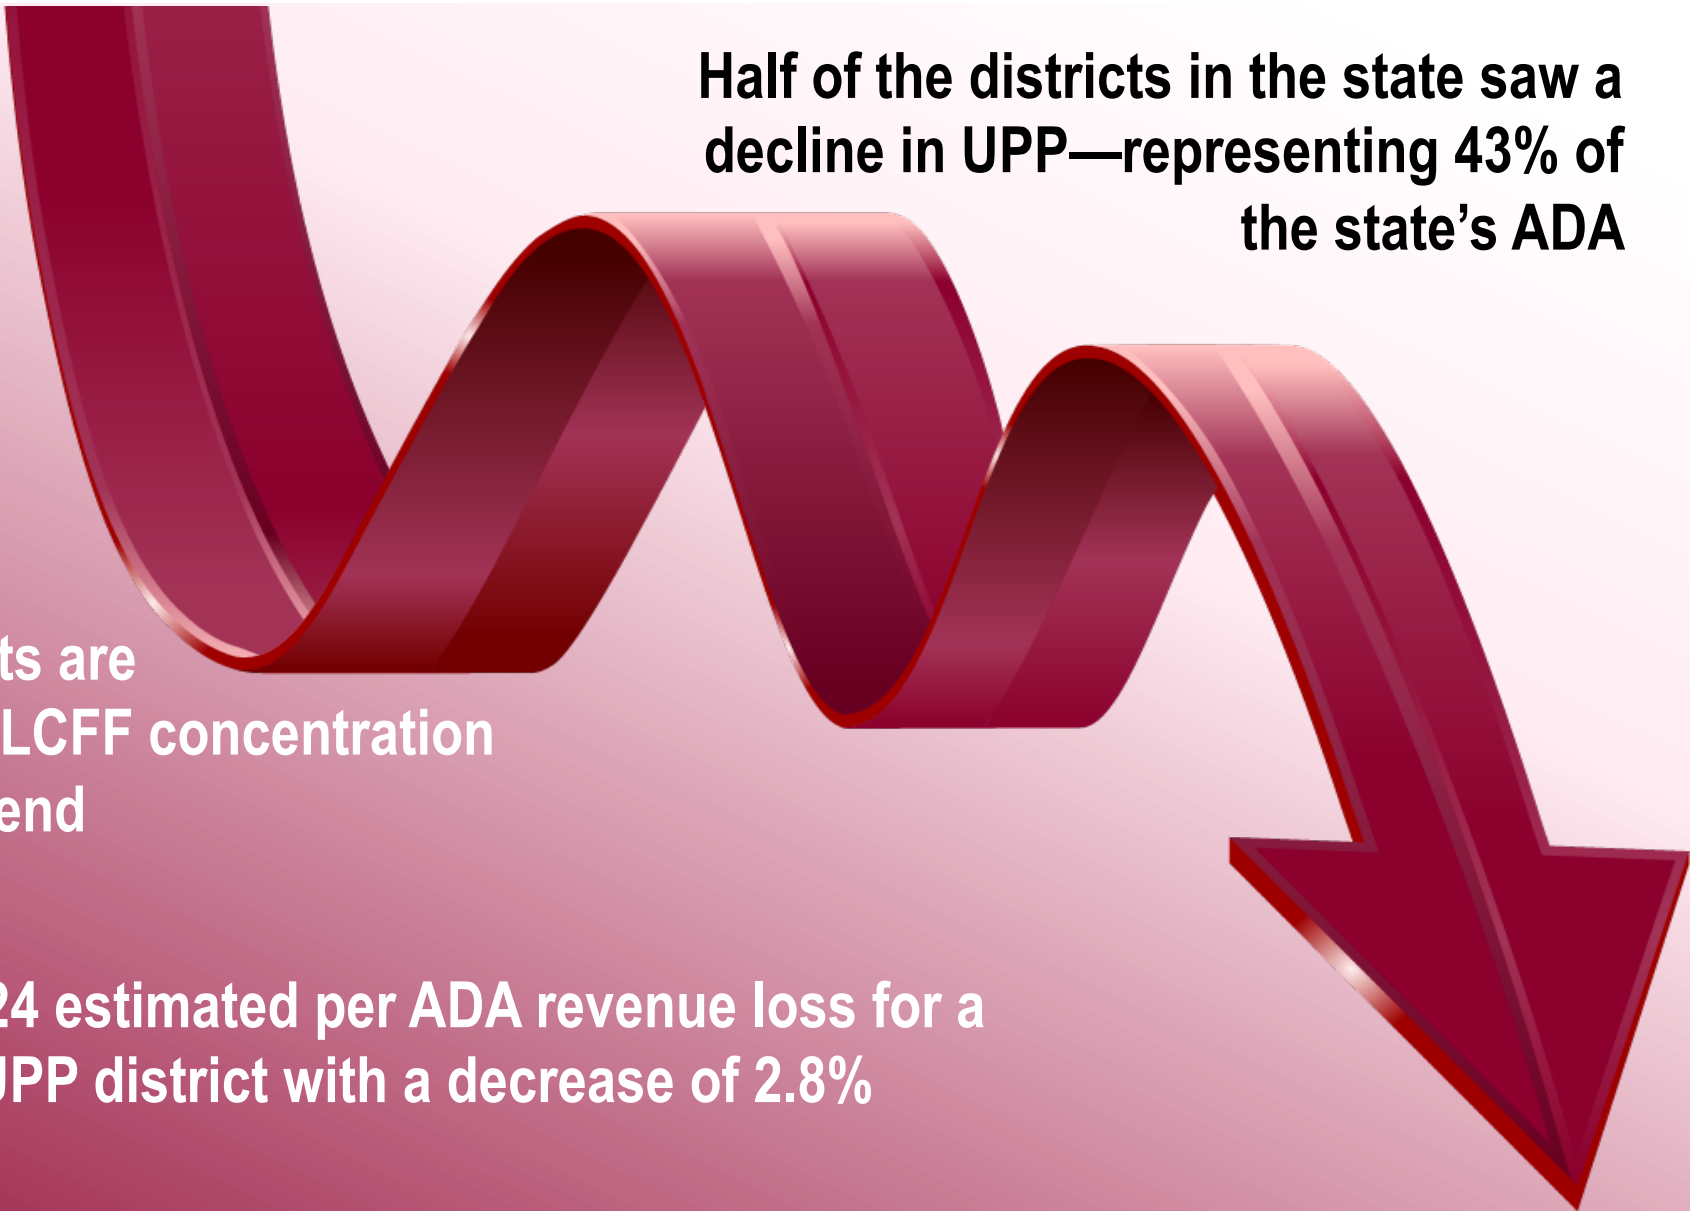 Half of the districts in the state saw a
decline in UPP—representing 43% of
the state’s ADA
ts are
LCFF concentration
end
24 estimated per ADA revenue loss for a
UPP district with a decrease of 2.8%